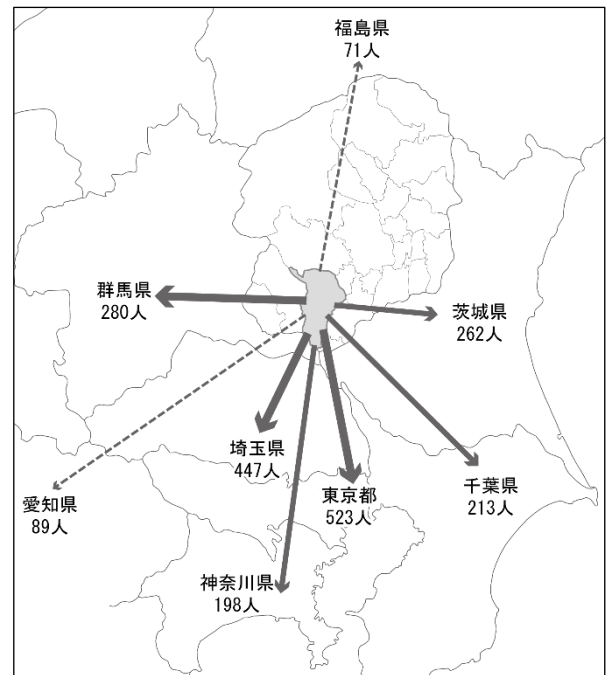 福島県
71人
群馬県
280人
茨城県
262人
埼玉県
447人
東京都
523人
千葉県
213人
愛知県
89人
神奈川県
198人